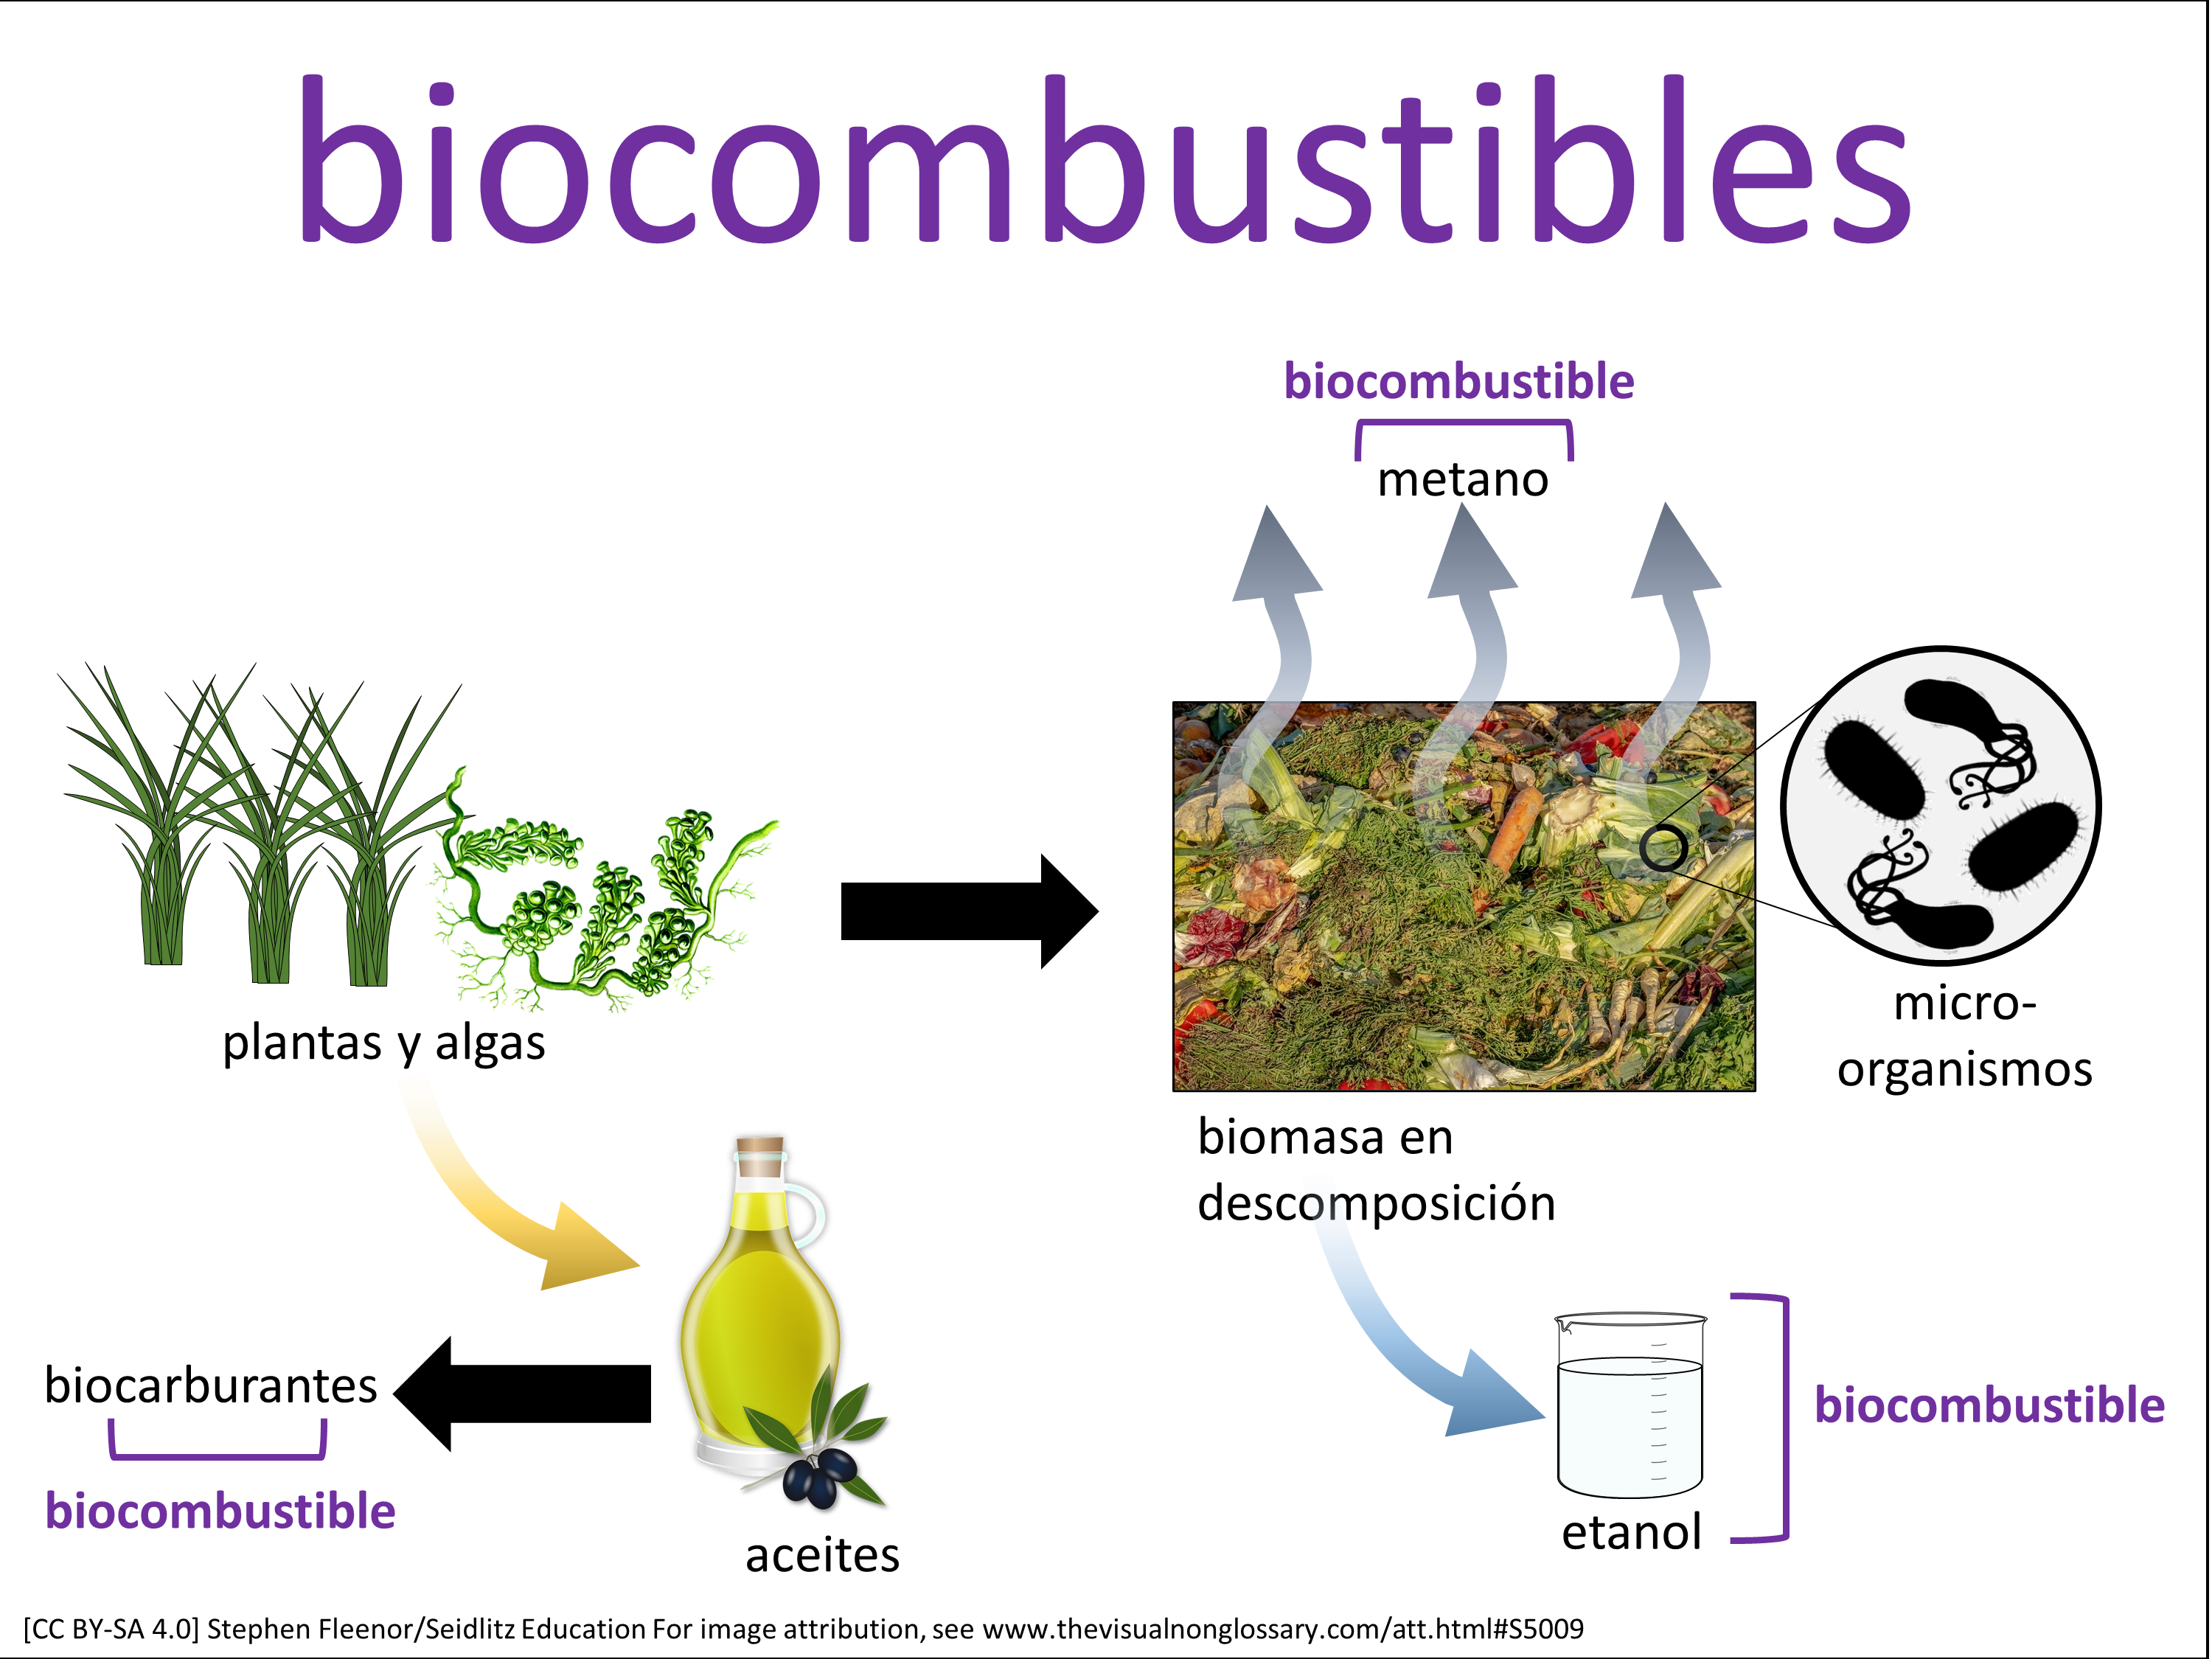 biocombustibles
biocombustible
metano
plantas y algas
micro-
organismos
biomasa en
descomposición
biocarburantes
biocombustible
aceites
etanol
biocombustible
[CC BY-SA 4.0] Stephen Fleenor/Seidlitz Education For image attribution, see www.thevisualnonglossary.com/att.html#S5009